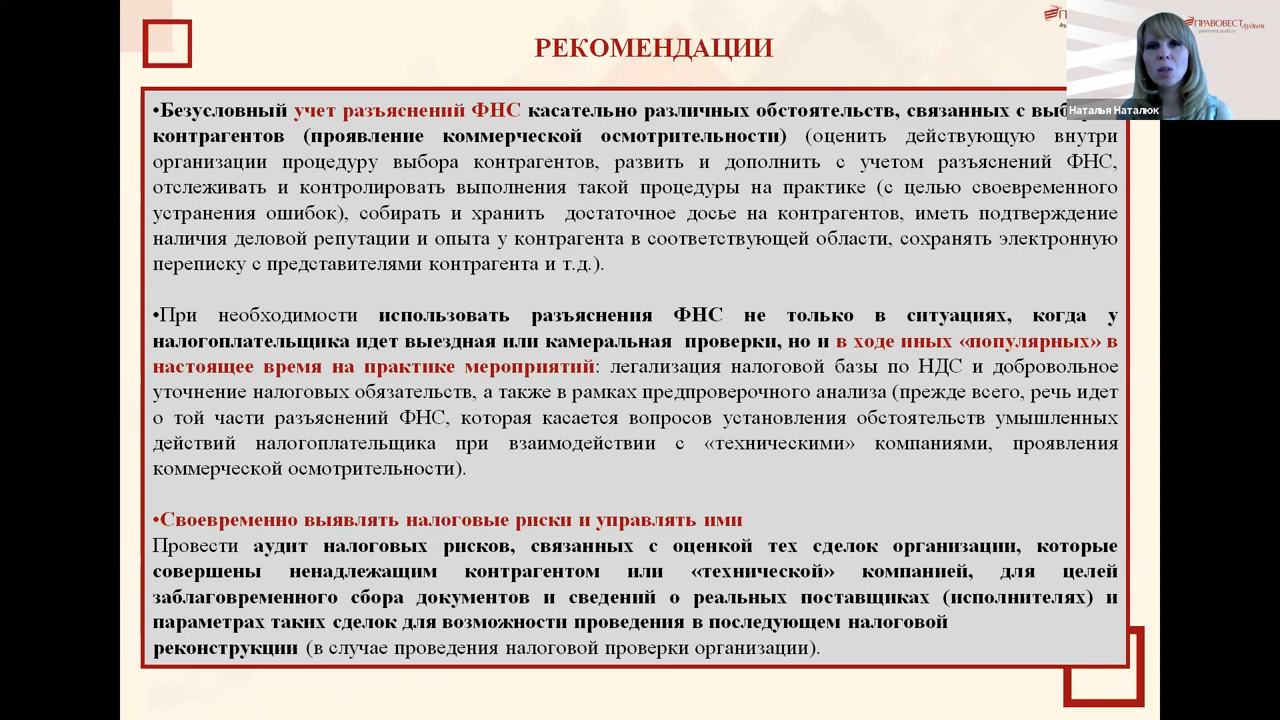 РЕКОМЕНДАЦИИ
ПРАВОВЕСТ Аудит
Наталья Наталюк
•Безусловный учет разъяснений ФНС касательно различных обстоятельств, связанных с
контрагентов (проявление коммерческой осмотрительности) (оценить действующую внутри
организации процедуру выбора контрагентов, развить и дополнить с учетом разъяснений ФНС,
отслеживать и контролировать выполнения такой процедуры на практике (с целью своевременного
устранения ошибок), собирать и хранить достаточное досье на контрагентов, иметь подтверждение
наличия деловой репутации и опыта у контрагента в соответствующей области, сохранять электронную
переписку с представителями контрагента и т.д.).
•При необходимости использовать разъяснения ФНС не только в ситуациях, когда у
налогоплательщика идет выездная или камеральная проверки, но и в ходе иных «популярных» в
настоящее время на практике мероприятий: легализация налоговой базы по НДС и добровольное
уточнение налоговых обязательств, а также в рамках предпроверочного анализа (прежде всего, речь идет
о той части разъяснений ФНС, которая касается вопросов установления обстоятельств умышленных
действий налогоплательщика при взаимодействии с «техническими» компаниями, проявления
коммерческой осмотрительности).
•Своевременно выявлять налоговые риски и управлять ими
Провести аудит налоговых рисков, связанных с оценкой тех сделок организации, которые
совершены ненадлежащим контрагентом или «технической» компанией, для целей
заблаговременного сбора документов и сведений о реальных поставщиках (исполнителях) и
параметрах таких сделок для возможности проведения в последующем налоговой
реконструкции (в случае проведения налоговой проверки организации).